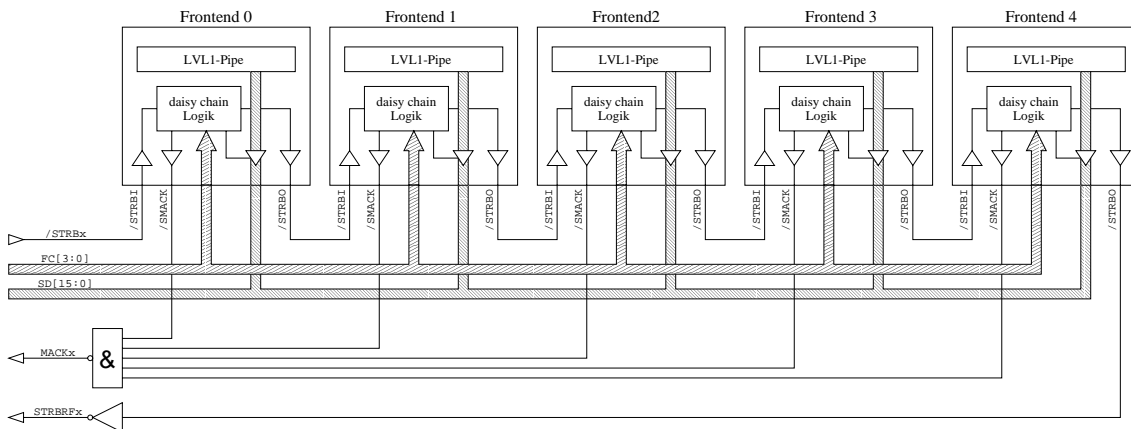 Frontend 0
Frontend 1
Frontend2
Frontend 3
Frontend 4
LVL1-Pipe
LVL1-Pipe
LVL1-Pipe
LVL1-Pipe
LVL1-Pipe
daisy chain
Logik
daisy chain
Logik
daisy chain
Logik
daisy chain
Logik
daisy chain
Logik
/STRBI
/SMACK
/STRBO
/STRBI
/SMACK
/STRBO
/STRBI
/SMACK
/STRBO
/STRBI
/SMACK
/STRBO
/STRBI
/SMACK
/STRBO
/STRBx
FC[3:0]
SD[15:0]
MACKx
&
STRBRFx